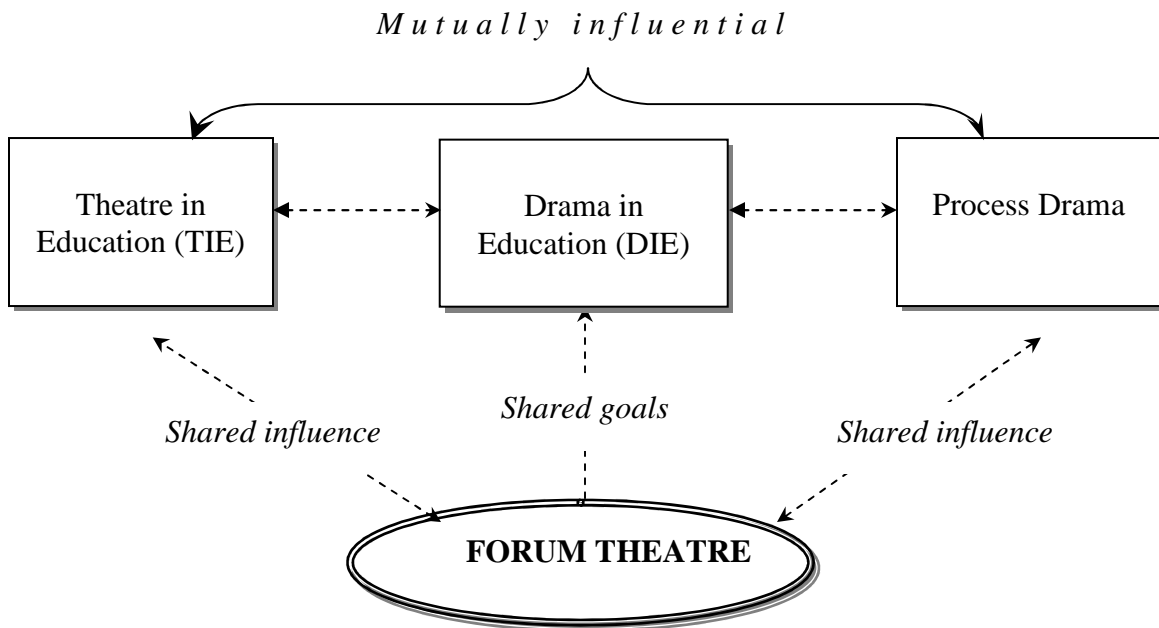 Mutually influential
Theatre in
Education (TIE)
Drama in
Education (DIE)
Process Drama
Shared influence
Shared goals
Shared influence
FORUM THEATRE